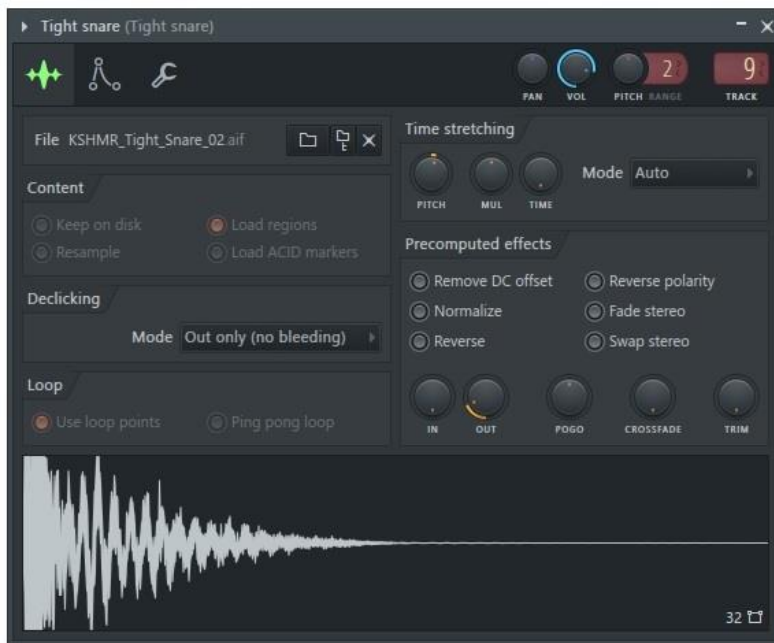 Tight snare (Tight snare)
2
9
PAN VOL PITCH RANGE TRACK
File KSHMR_Tight_Snare_02.aif
Content
Keep on disk Load regions
Resample Load ACID markers
Declicking
Mode Out only (no bleeding)
Loop
Use loop points Ping pong loop
Time stretching
Mode Auto
PITCH MUL TIME
Precomputed effects
Remove DC offset Reverse polarity
Normalize Fade stereo
Reverse Swap stereo
IN OUT POGO CROSSFADE TRIM
32